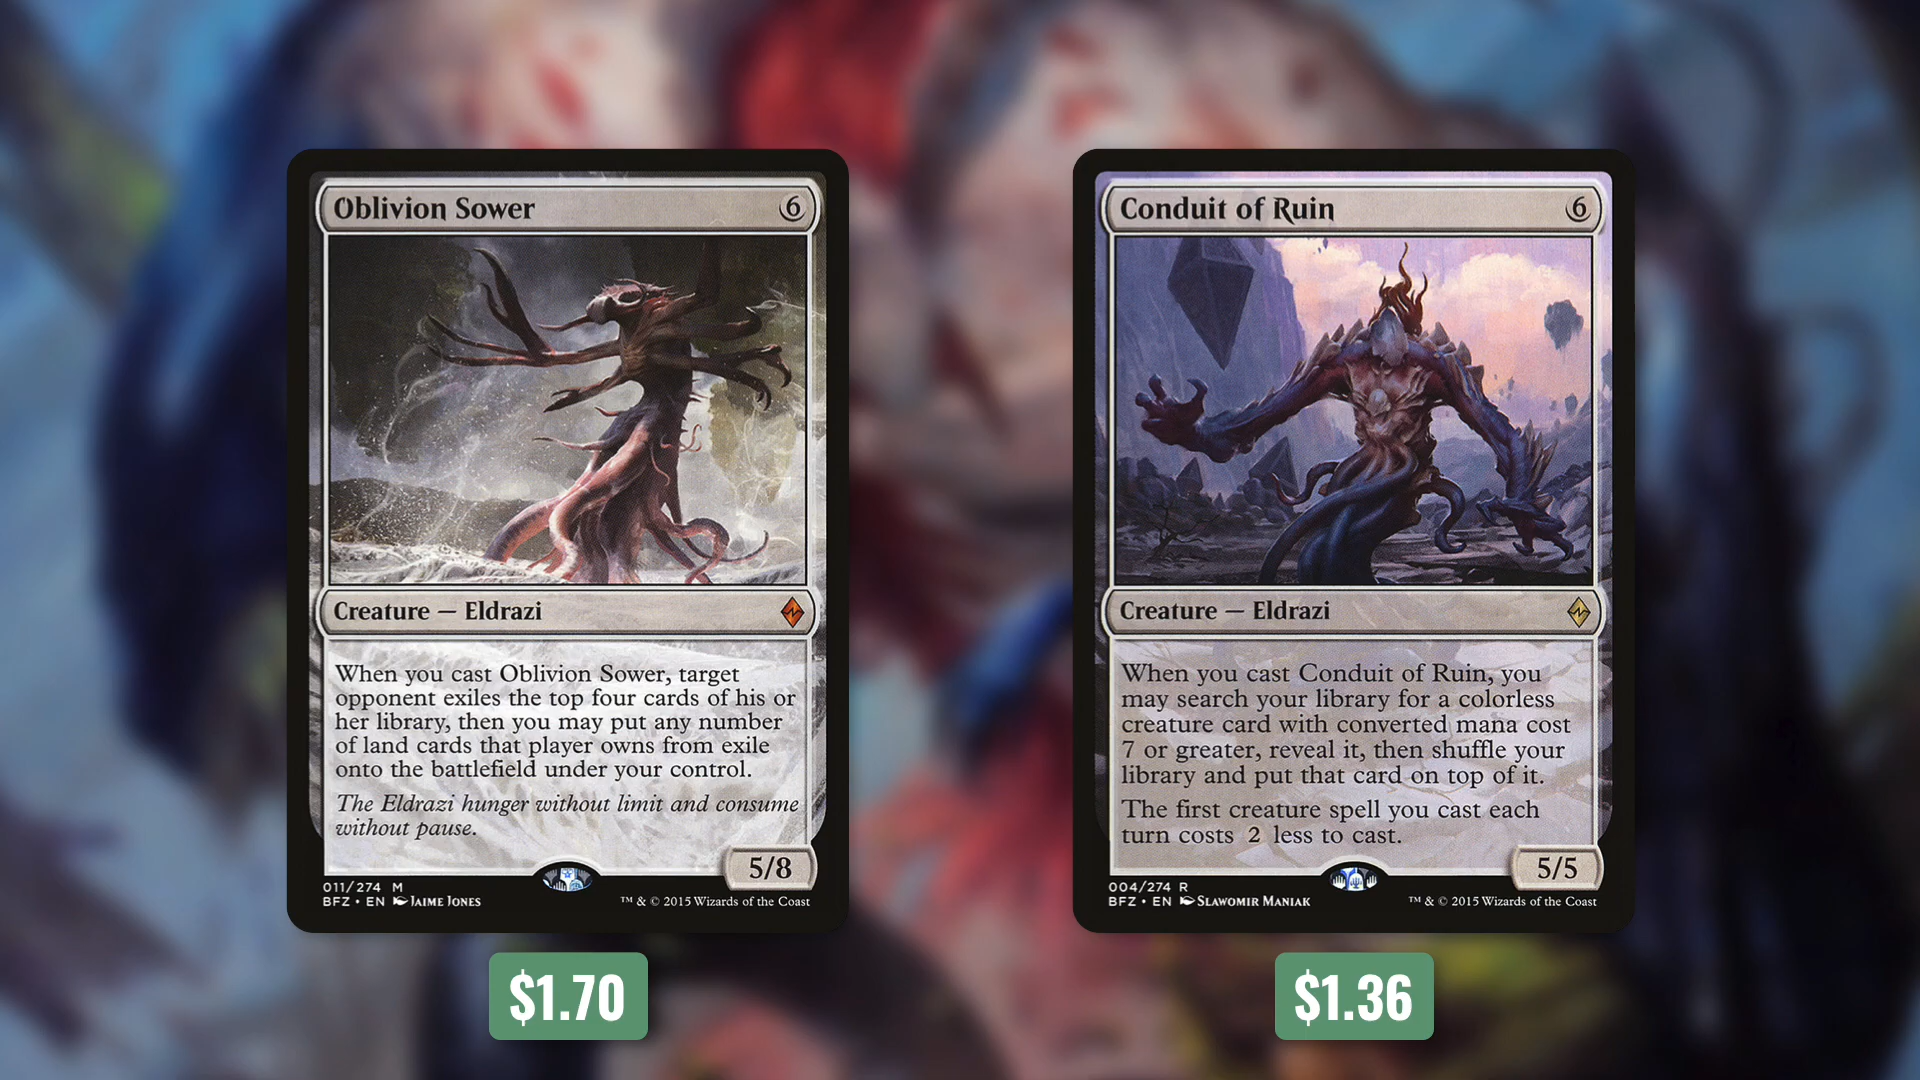 Oblivion Sower 6
Creature — Eldrazi
When you cast Oblivion Sower, target
opponent exiles the top four cards of his or
her library, then you may put any number
of land cards that player owns from exile
onto the battlefield under your control.
The Eldrazi hunger without limit and consume
without pause.
5/8
011/274 M
BFZ • EN JAIME JONES
™ & © 2015 Wizards of the Coast
$1.70
Conduit of Ruin 6
Creature — Eldrazi
When you cast Conduit of Ruin, you
may search your library for a colorless
creature card with converted mana cost
7 or greater, reveal it, then shuffle your
library and put that card on top of it.
The first creature spell you cast each
turn costs 2 less to cast.
5/5
004/274 R
BFZ • EN SLAWOMIR MANIAK
™ & © 2015 Wizards of the Coast
$1.36